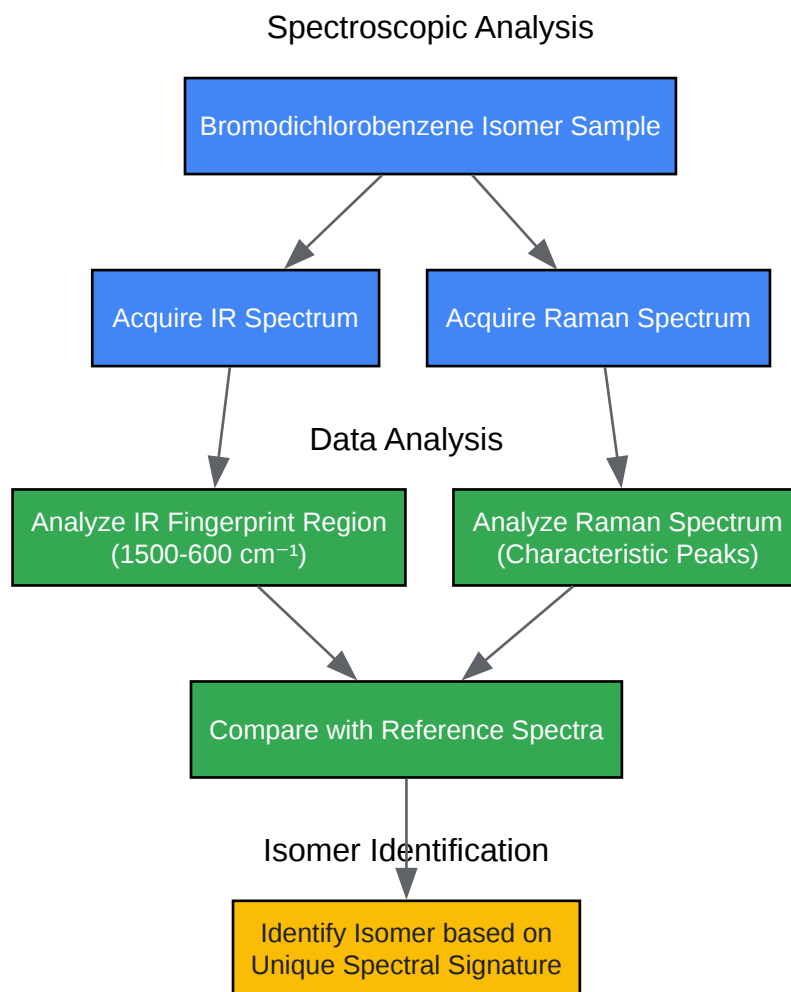 Spectroscopic Analysis
Bromodichlorobenzene Isomer Sample
Acquire IR Spectrum
Acquire Raman Spectrum
Data Analysis
Analyze IR Fingerprint Region
(1500-600 cm⁻¹)
Analyze Raman Spectrum
(Characteristic Peaks)
Compare with Reference Spectra
Isomer Identification
Identify Isomer based on
Unique Spectral Signature